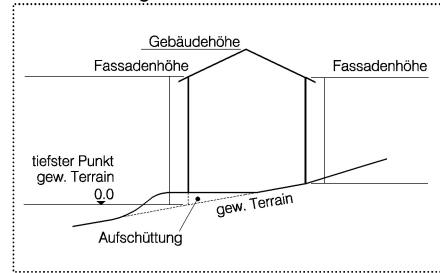 Gebäudehöhe
Fassadenhöhe
Fassadenhöhe
tiefster Punkt
gew. Terrain
0.0
gew. Terrain
Aufschüttung